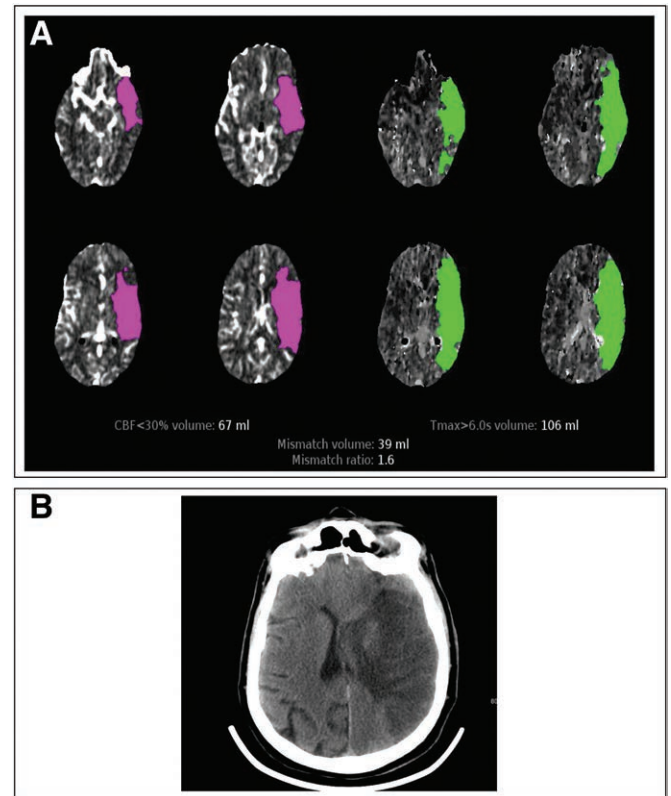 A
CBF<30% volume: 67 ml
Tmax>6.0s volume: 106 ml
Mismatch volume: 39 ml
Mismatch ratio: 1.6
B